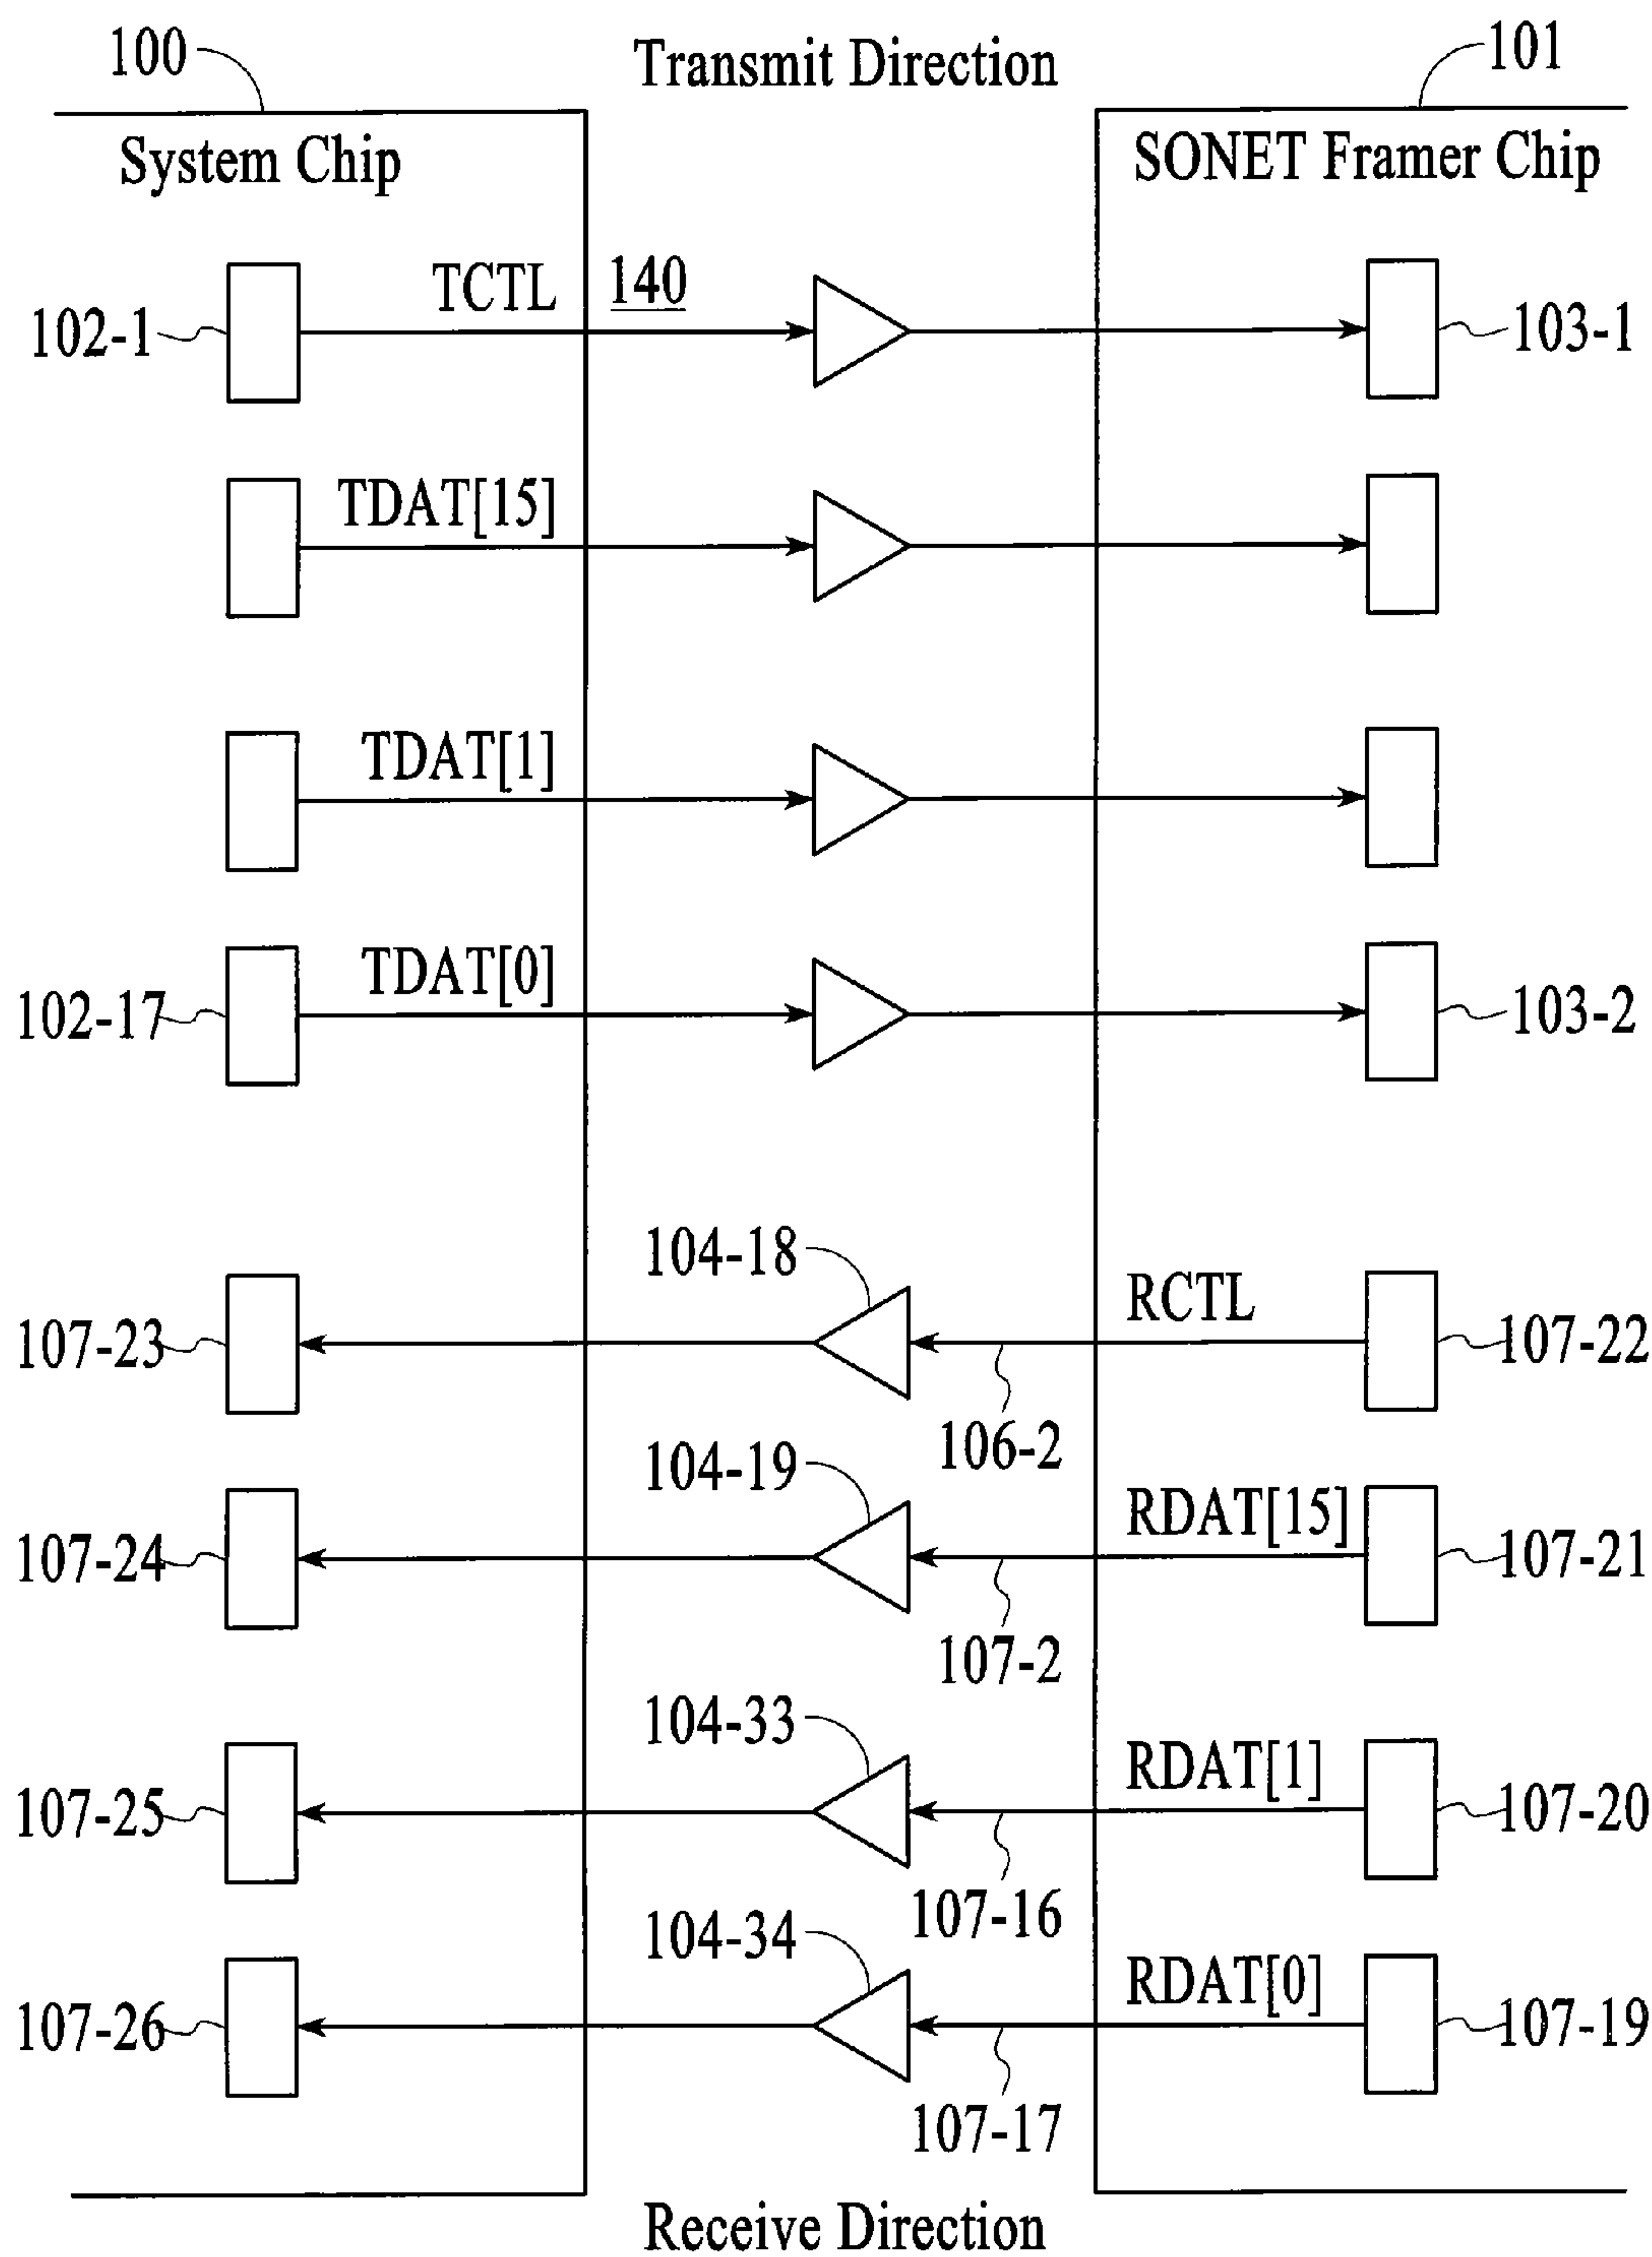 100
Transmit Direction
101
System Chip
SONET Framer Chip
TCTL
140
102-1
103-1
TDAT[15]
TDAT[1]
TDAT[0]
102-17
103-2
104-18
RCTL
107-23
107-22
106-2
104-19
RDAT[15]
107-24
107-21
107-2
104-33
RDAT[1]
107-25
107-20
107-16
104-34
RDAT[0]
107-26
107-19
107-17
Receive Direction